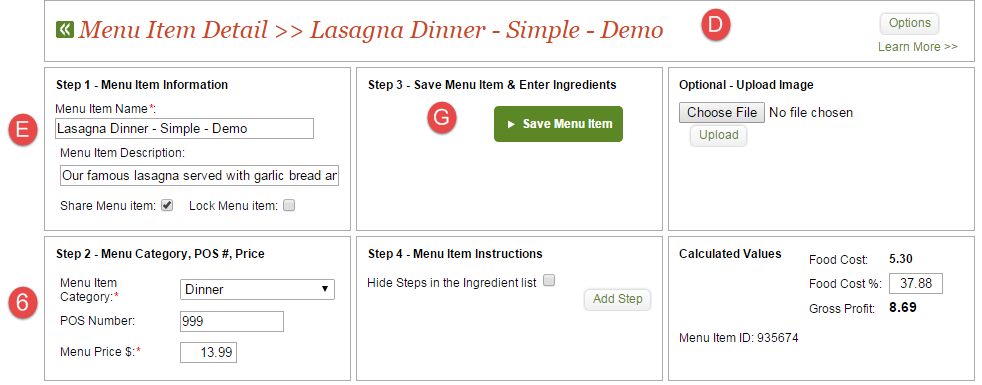 Menu Item Detail >> Lasagna Dinner - Simple - Demo
D
Options
Learn More >>
Step 1 - Menu Item Information
E
Menu Item Name*:
Lasagna Dinner - Simple - Demo
Menu Item Description:
Our famous lasagna served with garlic bread ar
Share Menu item:
Lock Menu item:
Step 3 - Save Menu Item & Enter Ingredients
G
Save Menu Item
Optional - Upload Image
Choose File No file chosen
Upload
Step 2 - Menu Category, POS #, Price
6
Menu Item
Category:*
Dinner
POS Number:
999
Menu Price $:*
13.99
Step 4 - Menu Item Instructions
Hide Steps in the Ingredient list
Add Step
Calculated Values
Food Cost: 5.30
Food Cost %: 37.88
Gross Profit: 8.69
Menu Item ID: 935674